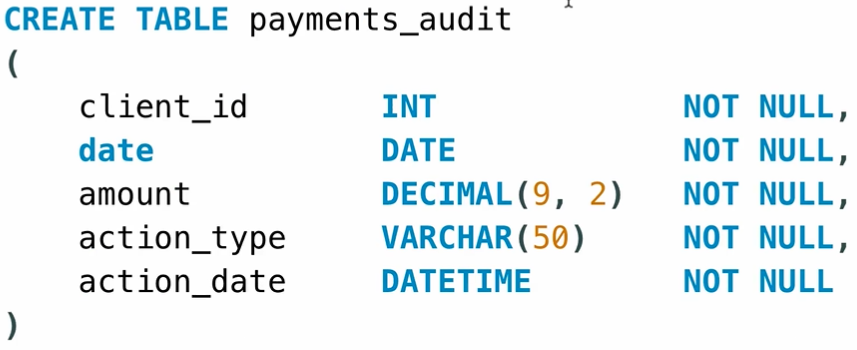 CREATE TABLE payments_audit
(
    client_id       INT             NOT NULL,
    date            DATE            NOT NULL,
    amount          DECIMAL(9, 2)   NOT NULL,
    action_type     VARCHAR(50)     NOT NULL,
    action_date     DATETIME        NOT NULL
)